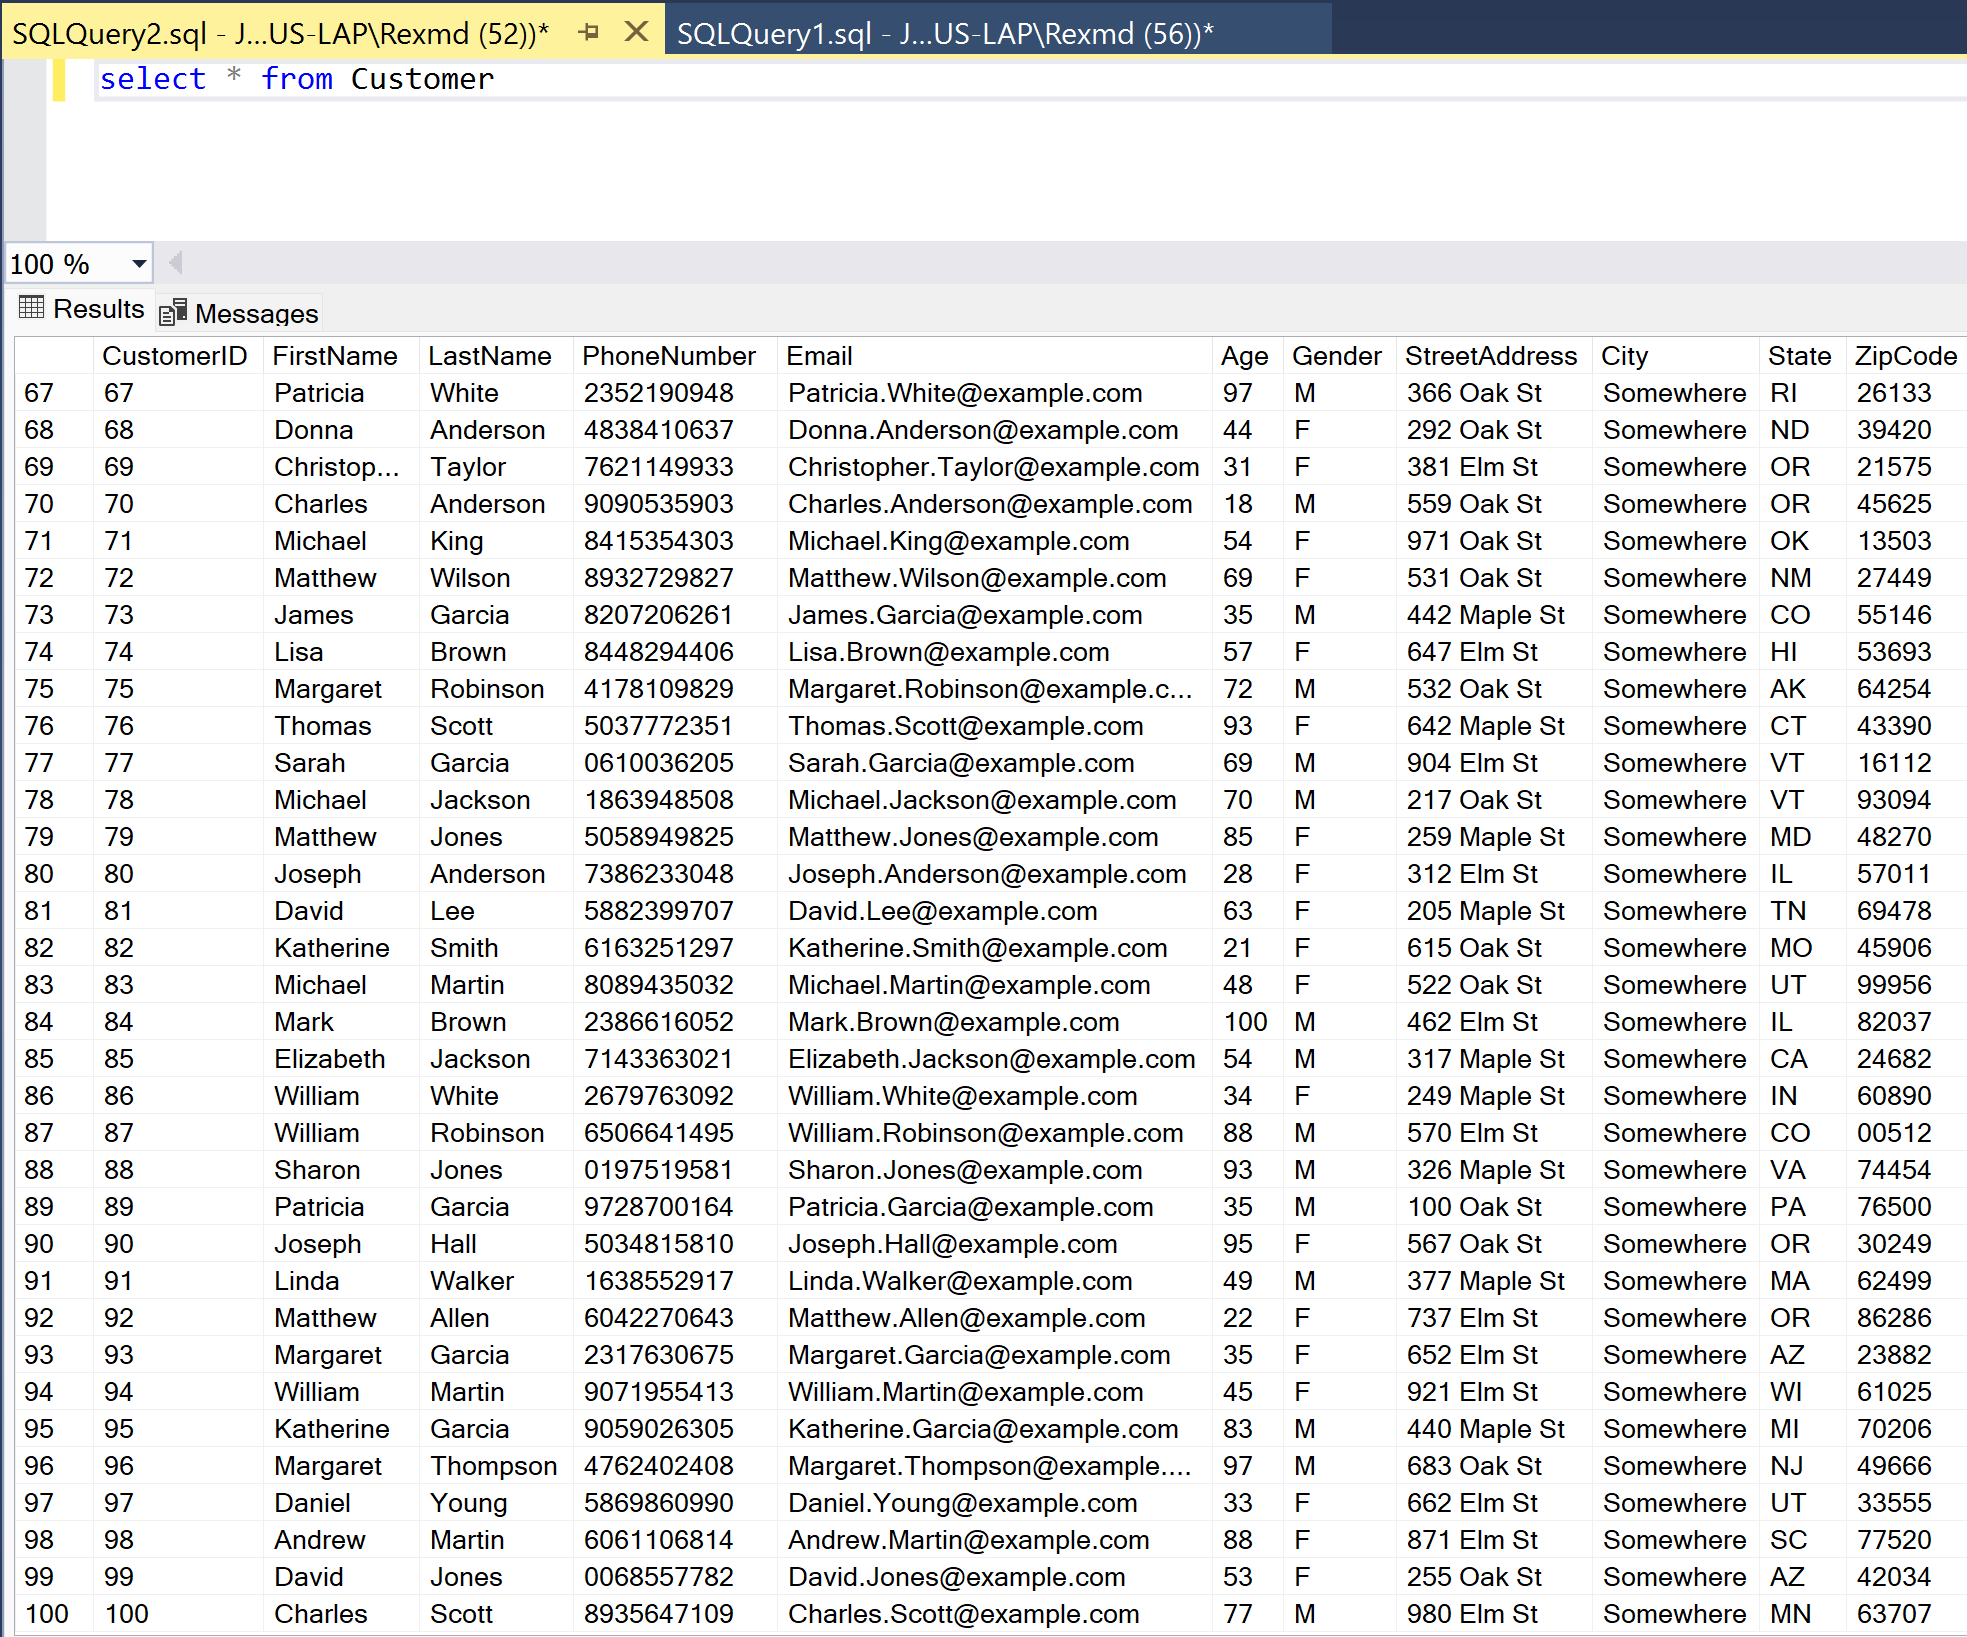 SQLQuery2.sql - J...US-LAP\Rexmd (52))* SQLQuery1.sql - J...US-LAP\Rexmd (56))*
select * from Customer
100 %
Results Messages
CustomerID FirstName LastName PhoneNumber Email Age Gender StreetAddress City State ZipCode
67 67 Patricia White 2352190948 Patricia.White@example.com 97 M 366 Oak St Somewhere RI 26133
68 68 Donna Anderson 4838410637 Donna.Anderson@example.com 44 F 292 Oak St Somewhere ND 39420
69 69 Christop... Taylor 7621149933 Christopher.Taylor@example.com 31 F 381 Elm St Somewhere OR 21575
70 70 Charles Anderson 9090535903 Charles.Anderson@example.com 18 M 559 Oak St Somewhere OR 45625
71 71 Michael King 8415354303 Michael.King@example.com 54 F 971 Oak St Somewhere OK 13503
72 72 Matthew Wilson 8932729827 Matthew.Wilson@example.com 69 F 531 Oak St Somewhere NM 27449
73 73 James Garcia 8207206261 James.Garcia@example.com 35 M 442 Maple St Somewhere CO 55146
74 74 Lisa Brown 8448294406 Lisa.Brown@example.com 57 F 647 Elm St Somewhere HI 53693
75 75 Margaret Robinson 4178109829 Margaret.Robinson@example.c... 72 M 532 Oak St Somewhere AK 64254
76 76 Thomas Scott 5037772351 Thomas.Scott@example.com 93 F 642 Maple St Somewhere CT 43390
77 77 Sarah Garcia 0610036205 Sarah.Garcia@example.com 69 M 904 Elm St Somewhere VT 16112
78 78 Michael Jackson 1863948508 Michael.Jackson@example.com 70 M 217 Oak St Somewhere VT 93094
79 79 Matthew Jones 5058949825 Matthew.Jones@example.com 85 F 259 Maple St Somewhere MD 48270
80 80 Joseph Anderson 7386233048 Joseph.Anderson@example.com 28 F 312 Elm St Somewhere IL 57011
81 81 David Lee 5882399707 David.Lee@example.com 63 F 205 Maple St Somewhere TN 69478
82 82 Katherine Smith 6163251297 Katherine.Smith@example.com 21 F 615 Oak St Somewhere MO 45906
83 83 Michael Martin 8089435032 Michael.Martin@example.com 48 F 522 Oak St Somewhere UT 99956
84 84 Mark Brown 2386616052 Mark.Brown@example.com 100 M 462 Elm St Somewhere IL 82037
85 85 Elizabeth Jackson 7143363021 Elizabeth.Jackson@example.com 54 M 317 Maple St Somewhere CA 24682
86 86 William White 2679763092 William.White@example.com 34 F 249 Maple St Somewhere IN 60890
87 87 William Robinson 6506641495 William.Robinson@example.com 88 M 570 Elm St Somewhere CO 00512
88 88 Sharon Jones 0197519581 Sharon.Jones@example.com 93 M 326 Maple St Somewhere VA 74454
89 89 Patricia Garcia 9728700164 Patricia.Garcia@example.com 35 M 100 Oak St Somewhere PA 76500
90 90 Joseph Hall 5034815810 Joseph.Hall@example.com 95 F 567 Oak St Somewhere OR 30249
91 91 Linda Walker 1638552917 Linda.Walker@example.com 49 M 377 Maple St Somewhere MA 62499
92 92 Matthew Allen 6042270643 Matthew.Allen@example.com 22 F 737 Elm St Somewhere OR 86286
93 93 Margaret Garcia 2317630675 Margaret.Garcia@example.com 35 F 652 Elm St Somewhere AZ 23882
94 94 William Martin 9071955413 William.Martin@example.com 45 F 921 Elm St Somewhere WI 61025
95 95 Katherine Garcia 9059026305 Katherine.Garcia@example.com 83 M 440 Maple St Somewhere MI 70206
96 96 Margaret Thompson 4762402408 Margaret.Thompson@example.... 97 M 683 Oak St Somewhere NJ 49666
97 97 Daniel Young 5869860990 Daniel.Young@example.com 33 F 662 Elm St Somewhere UT 33555
98 98 Andrew Martin 6061106814 Andrew.Martin@example.com 88 F 871 Elm St Somewhere SC 77520
99 99 David Jones 0068557782 David.Jones@example.com 53 F 255 Oak St Somewhere AZ 42034
100 100 Charles Scott 8935647109 Charles.Scott@example.com 77 M 980 Elm St Somewhere MN 63707